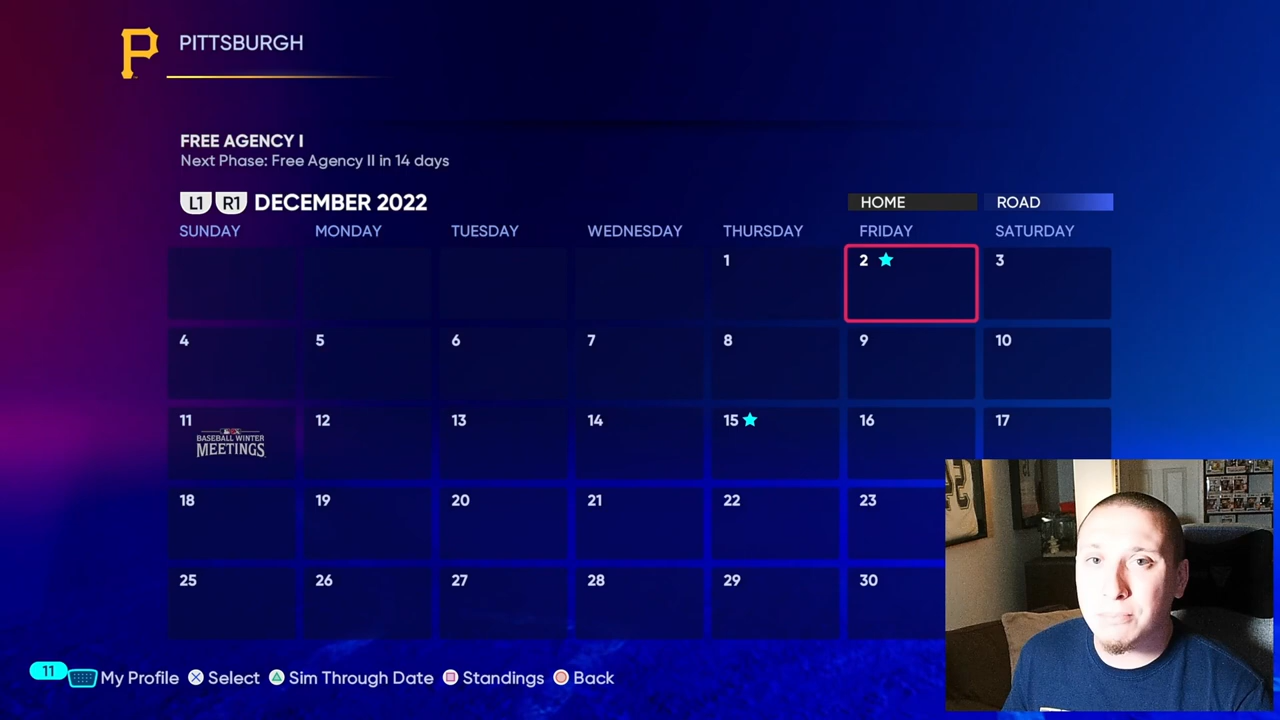 P PITTSBURGH
FREE AGENCY I
Next Phase: Free Agency II in 14 days
L1 R1 DECEMBER 2022 HOME ROAD
SUNDAY MONDAY TUESDAY WEDNESDAY THURSDAY FRIDAY SATURDAY
1 2 3
4 5 6 7 8 9 10
11 12 13 14 15 16 17
BASEBALL WINTER
MEETINGS
18 19 20 21 22 23
25 26 27 28 29 30
11 My Profile Select Sim Through Date Standings Back